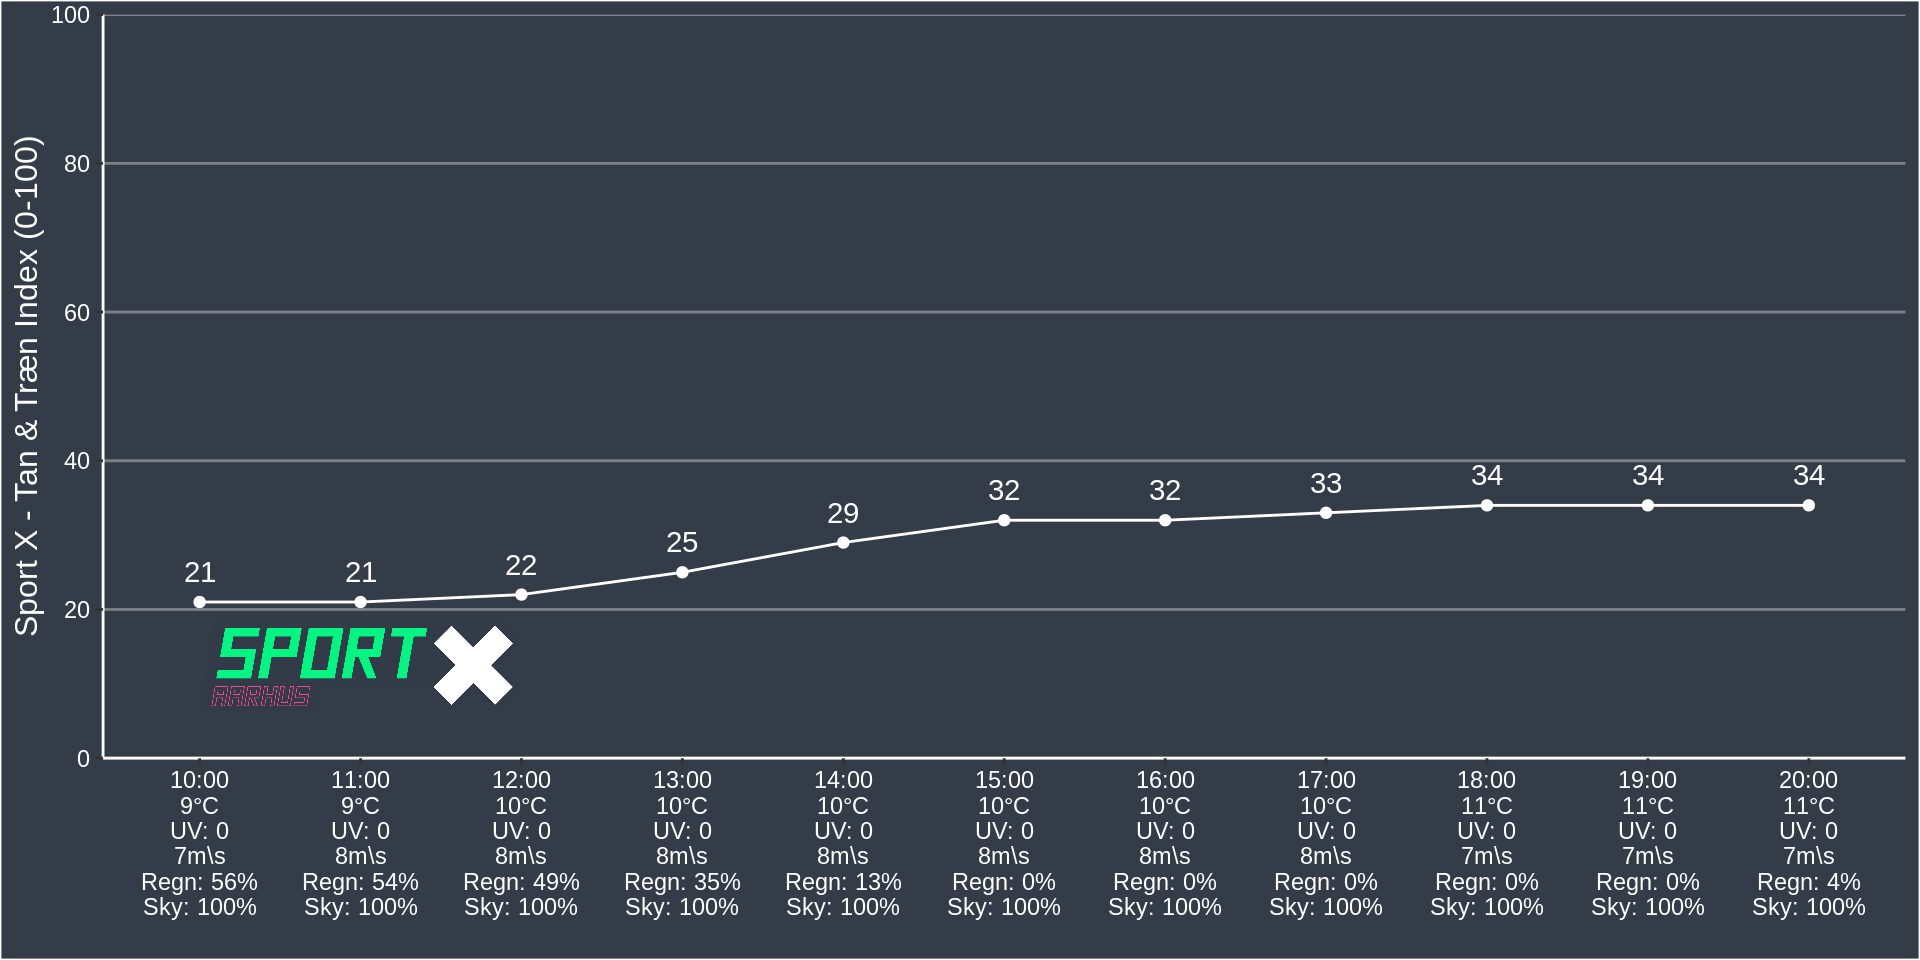 Sport X - Tan & Træn Index (0-100)
100
80
60
40
20
0
21
21
22
25
29
32
32
33
34
34
34
SPORT X
AARHUS
10:00 11:00 12:00 13:00 14:00 15:00 16:00 17:00 18:00 19:00 20:00
9°C 9°C 10°C 10°C 10°C 10°C 10°C 10°C 11°C 11°C 11°C
UV: 0 UV: 0 UV: 0 UV: 0 UV: 0 UV: 0 UV: 0 UV: 0 UV: 0 UV: 0 UV: 0
7m\s 8m\s 8m\s 8m\s 8m\s 8m\s 8m\s 8m\s 7m\s 7m\s 7m\s
Regn: 56% Regn: 54% Regn: 49% Regn: 35% Regn: 13% Regn: 0% Regn: 0% Regn: 0% Regn: 0% Regn: 0% Regn: 4%
Sky: 100% Sky: 100% Sky: 100% Sky: 100% Sky: 100% Sky: 100% Sky: 100% Sky: 100% Sky: 100% Sky: 100% Sky: 100%